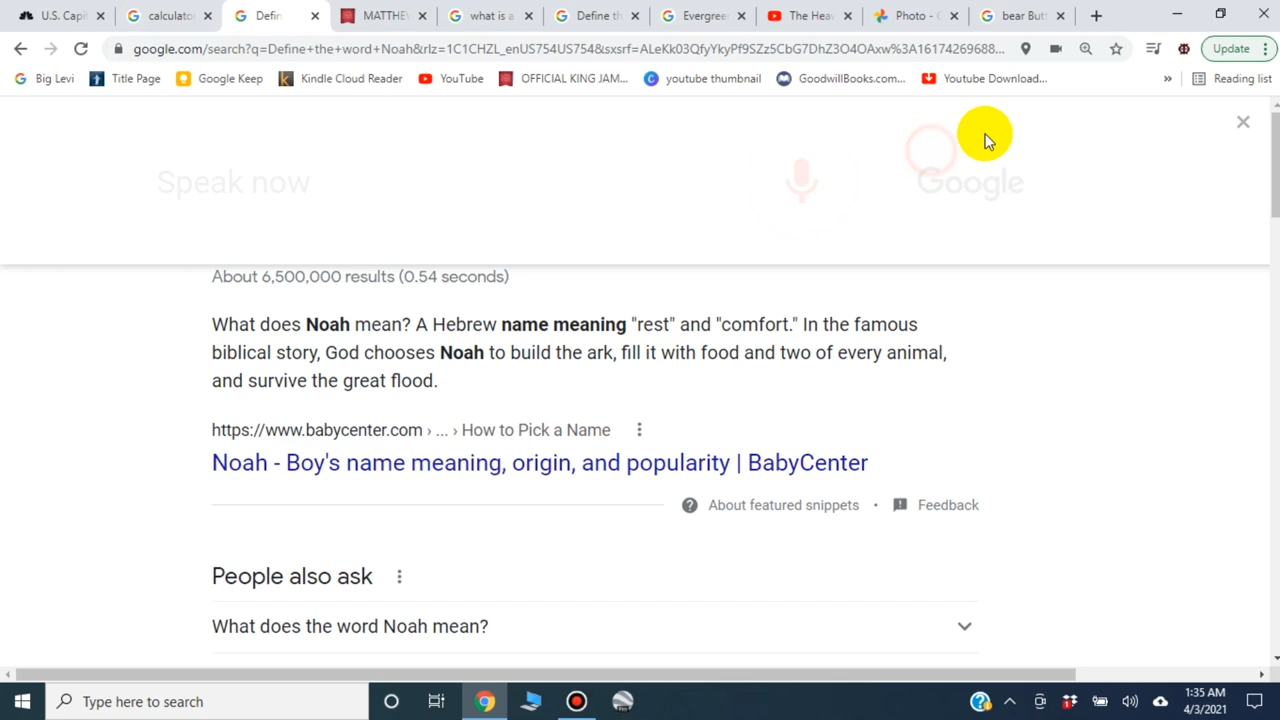 U.S. Capi
calculator
Defin
MATTHE
what is a
Define th
Evergree
The Hea
Photo - G
bear Butt
google.com/search?q=Define+the+word+Noah&rlz=1C1CHZL_enUS754US754&sxsrf=ALeKk03QfyYkyPf9SZz5CbG7DhZ3O4OAxw%3A16174269688...
Update
Big Levi
Title Page
Google Keep
Kindle Cloud Reader
YouTube
OFFICIAL KING JAM...
youtube thumbnail
GoodwillBooks.com...
Youtube Download...
»
Reading list
Speak now
Google
About 6,500,000 results (0.54 seconds)
What does Noah mean? A Hebrew name meaning "rest" and "comfort." In the famous
biblical story, God chooses Noah to build the ark, fill it with food and two of every animal,
and survive the great flood.
https://www.babycenter.com › ... › How to Pick a Name
Noah - Boy's name meaning, origin, and popularity | BabyCenter
About featured snippets • Feedback
People also ask
What does the word Noah mean?
Type here to search
1:35 AM
4/3/2021